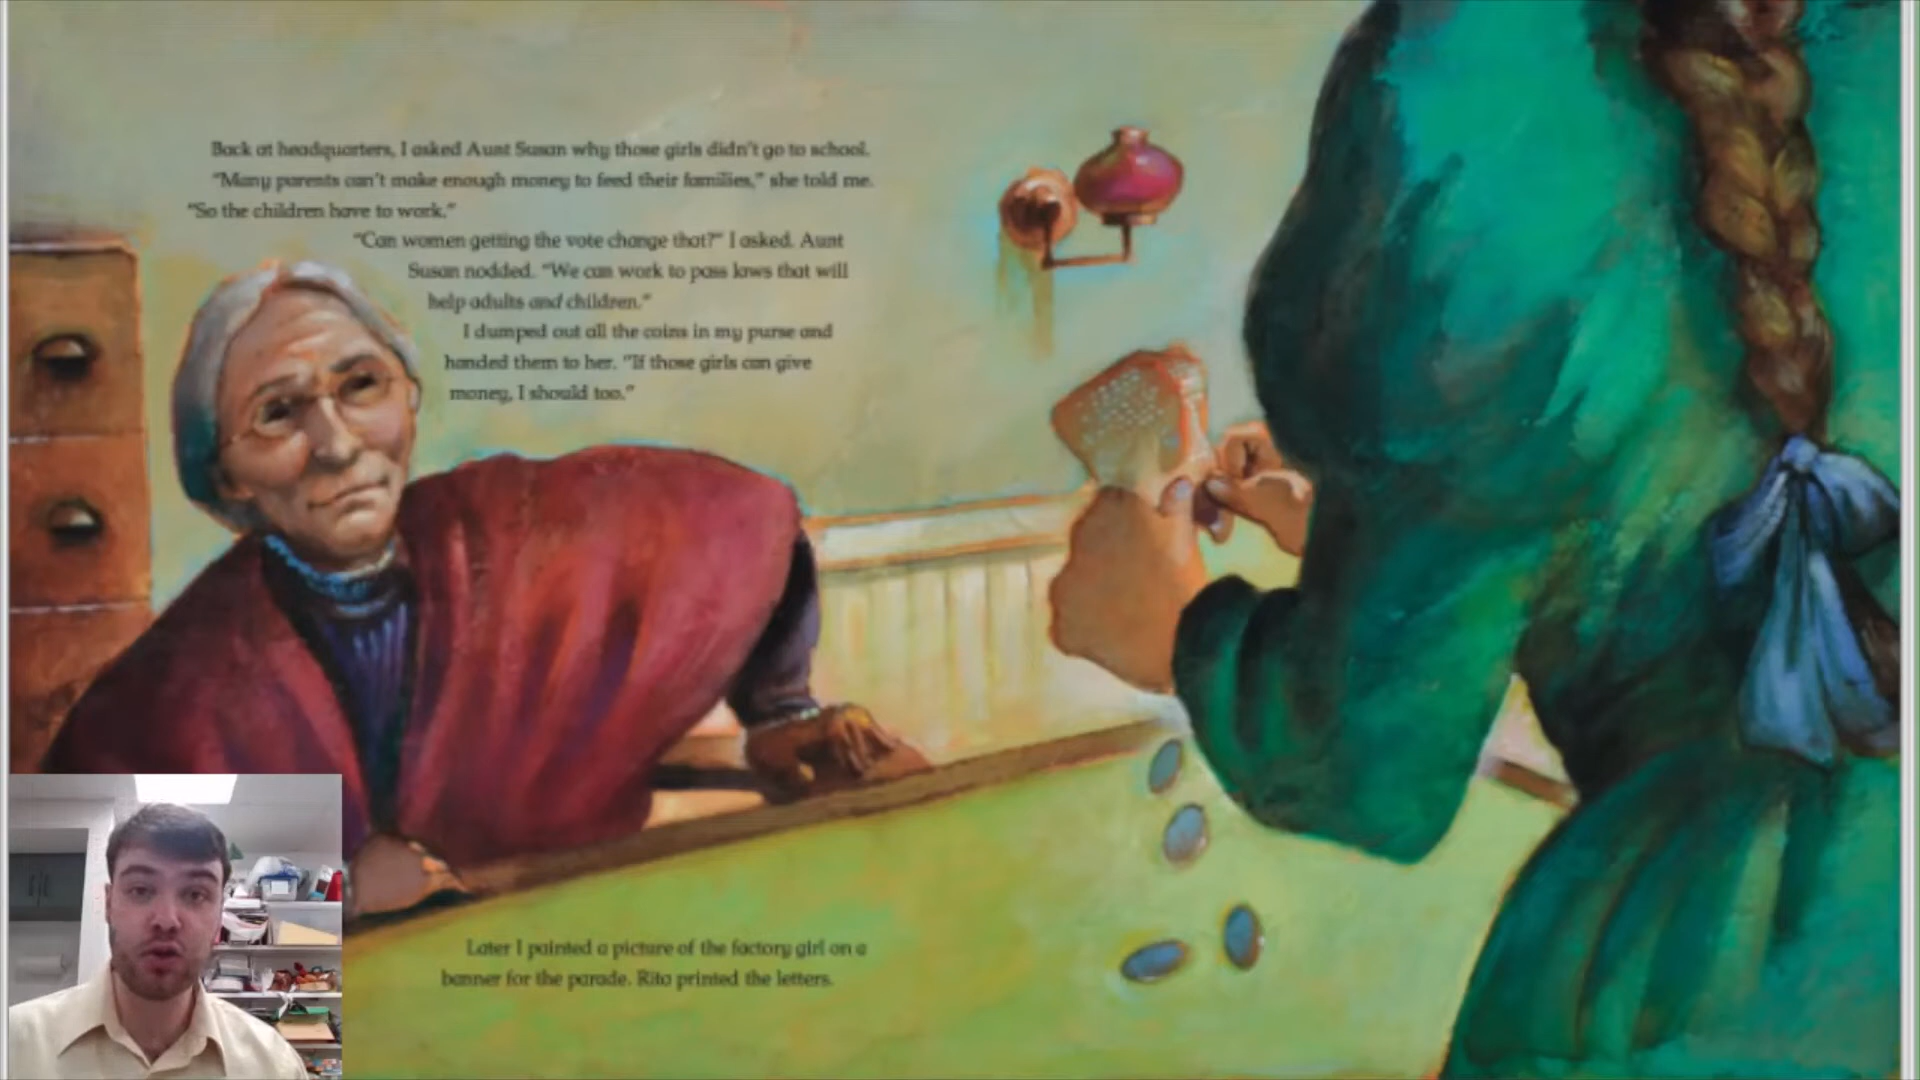 Back at headquarters, I asked Aunt Susan why those girls didn't go to school.
"Many parents can't make enough money to feed their families," she told me.
"So the children have to work."
"Can women getting the vote change that?" I asked. Aunt
Susan nodded. "We can work to pass laws that will
help adults and children."
I dumped out all the coins in my purse and
handed them to her. "If those girls can give
money, I should too."
Later I painted a picture of the factory girl on a
banner for the parade. Rita printed the letters.